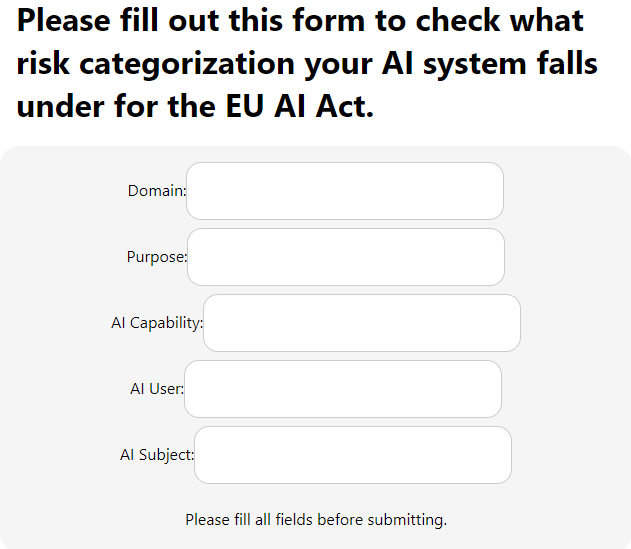 Please fill out this form to check what
risk categorization your AI system falls
under for the EU AI Act.
Domain:
Purpose:
AI Capability:
AI User:
AI Subject:
Please fill all fields before submitting.